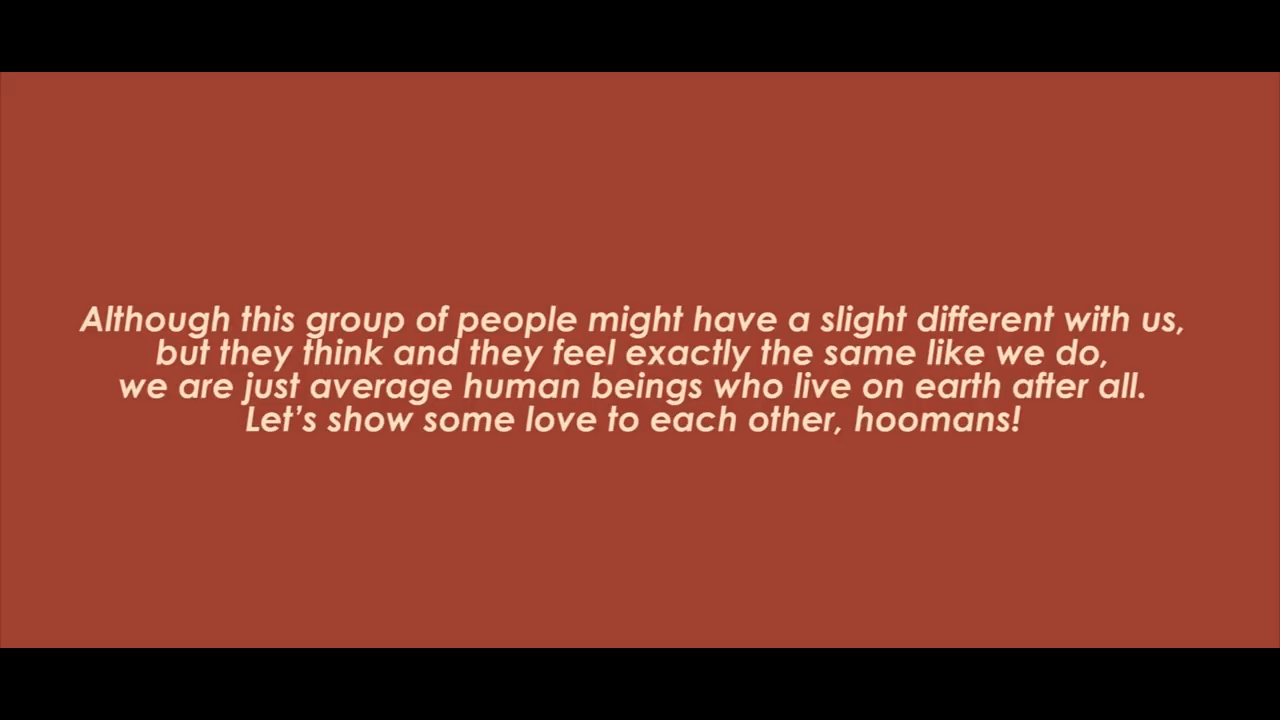 Although this group of people might have a slight different with us,
but they think and they feel exactly the same like we do,
we are just average human beings who live on earth after all.
Let’s show some love to each other, hoomans!